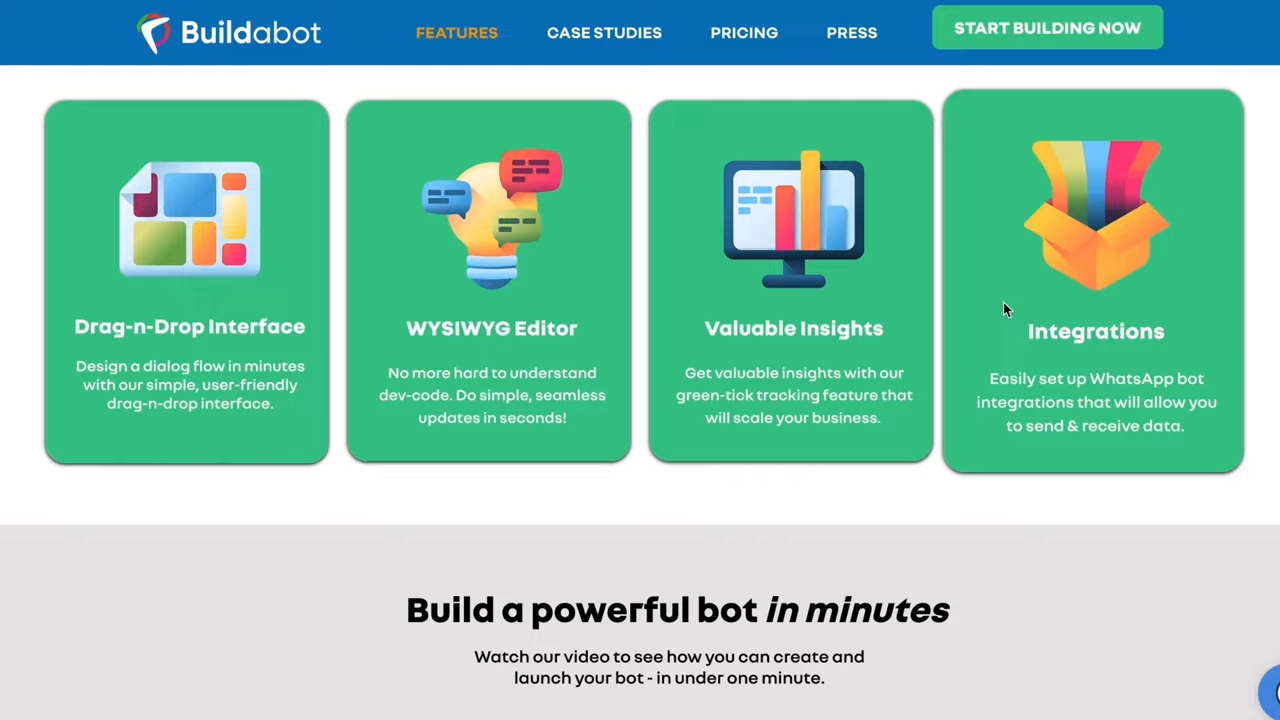 Buildabot
FEATURES
CASE STUDIES
PRICING
PRESS
START BUILDING NOW
Drag-n-Drop Interface
Design a dialog flow in minutes
with our simple, user-friendly
drag-n-drop interface.
WYSIWYG Editor
No more hard to understand
dev-code. Do simple, seamless
updates in seconds!
Valuable Insights
Get valuable insights with our
green-tick tracking feature that
will scale your business.
Integrations
Easily set up WhatsApp bot
integrations that will allow you
to send & receive data.
Build a powerful bot in minutes
Watch our video to see how you can create and
launch your bot - in under one minute.